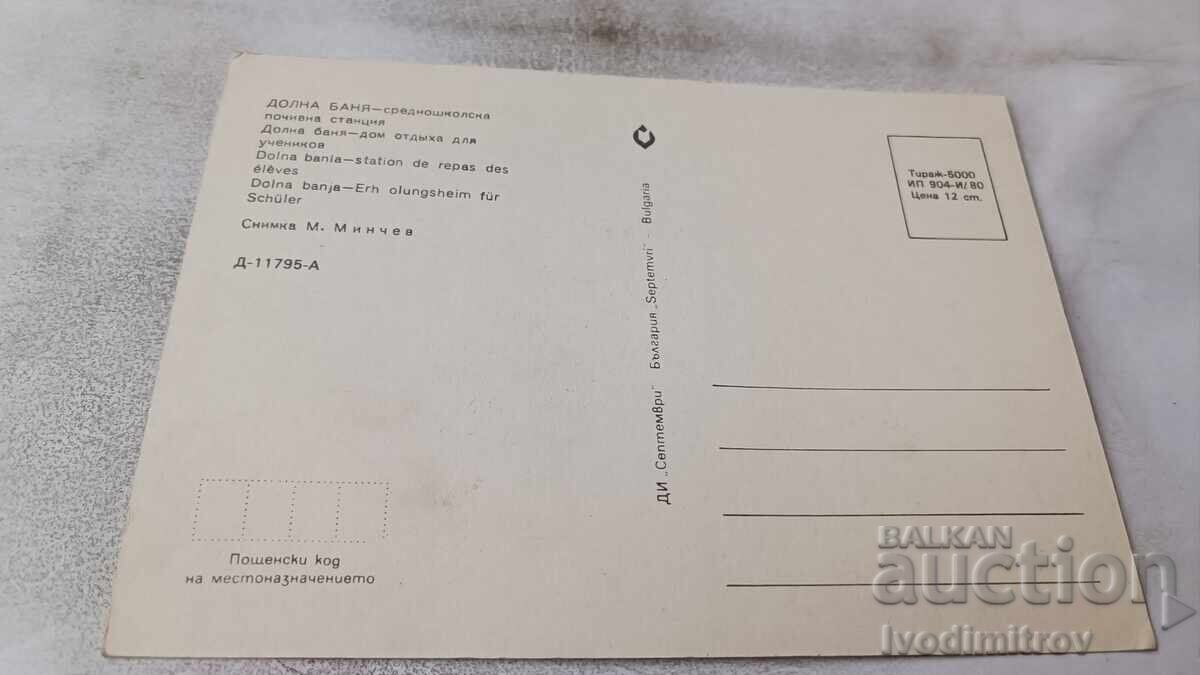 ДОЛНА БАНЯ—средношколска
почивна станция
Долна баня—дом отдыха для
учеников
Dolna bania—station de repas des
élèves
Dolna banja—Erh olungsheim für
Schüler
Снимка М. Минчев
Д-11795-А
Пощенски код
на местоназначението
ДИ „Септември" България „Septemvri" - Bulgaria
Тираж-5000
ИП 904-И/80
Цена 12 ст.
BALKAN
auction
Ivodimitrov